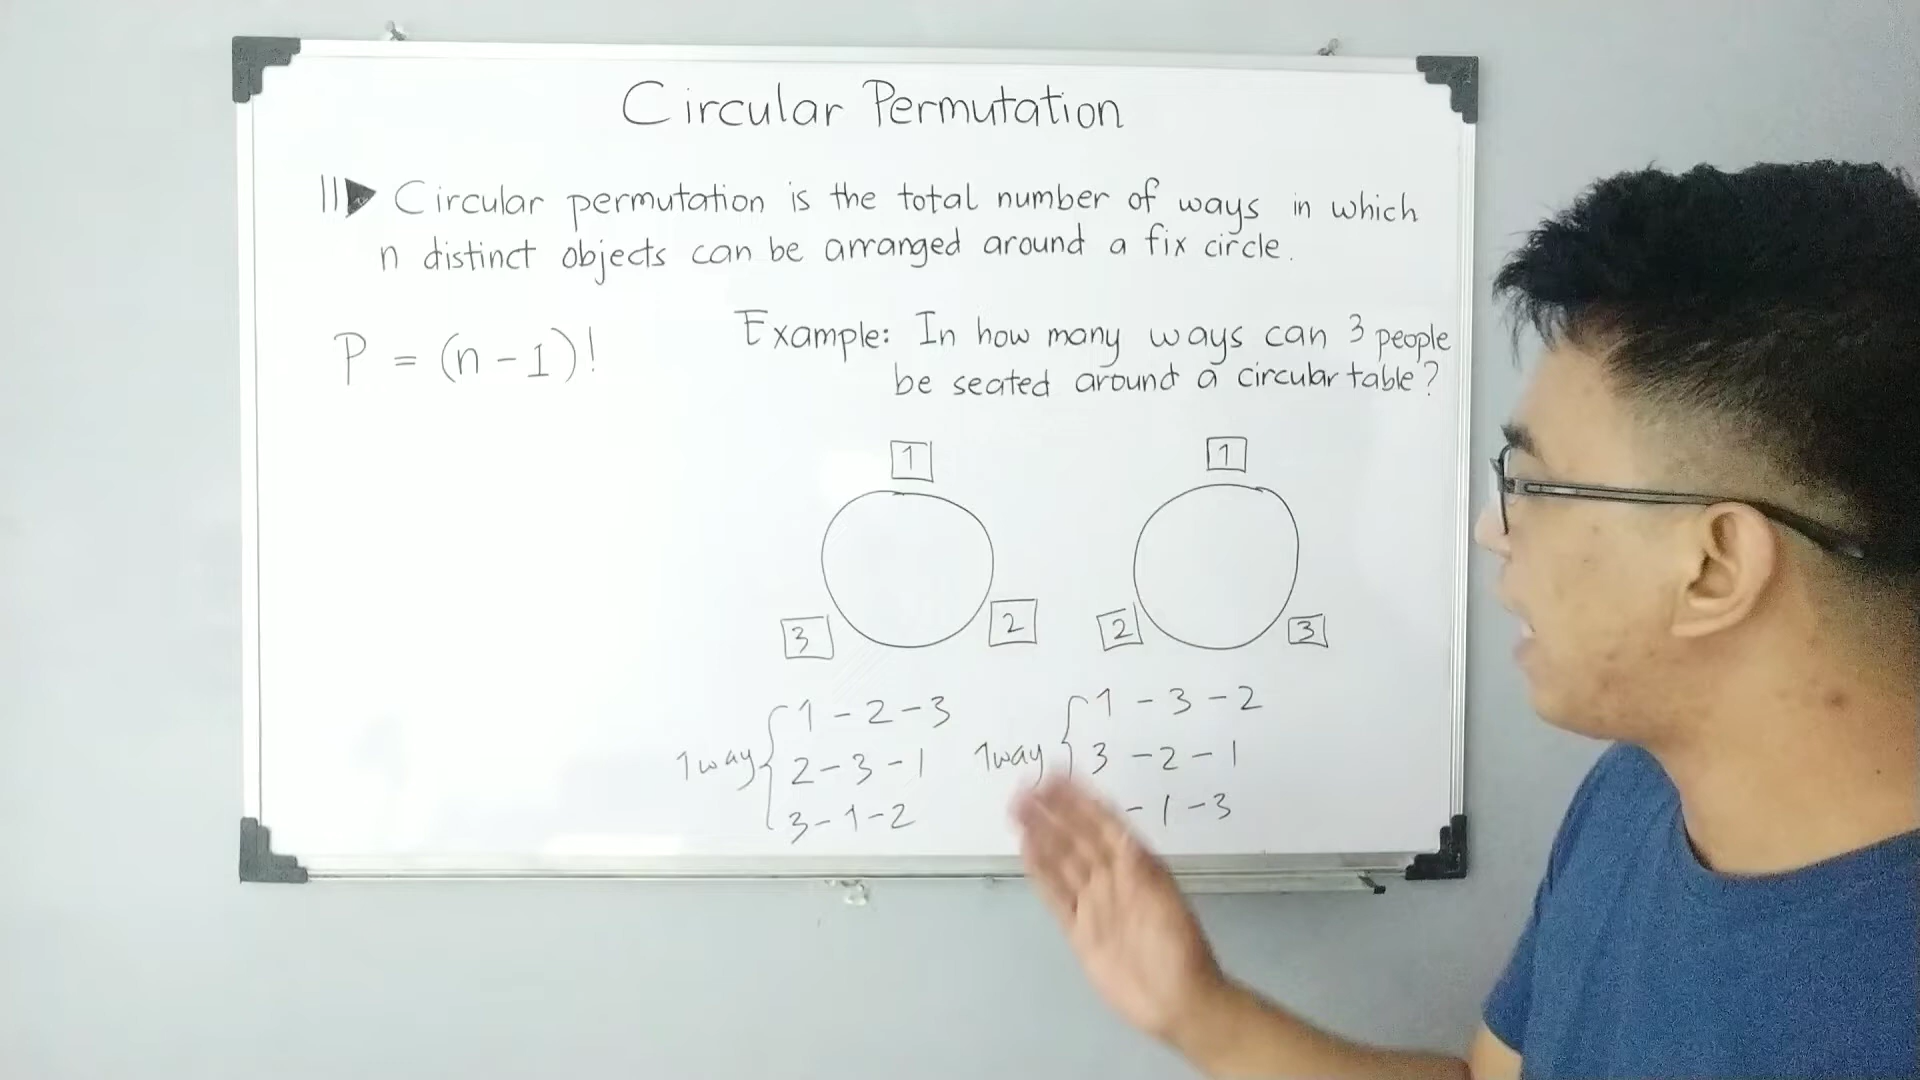 Circular Permutation
Circular permutation is the total number of ways in which
n distinct objects can be arranged around a fix circle.
P = (n - 1)!
Example: In how many ways can 3 people
be seated around a circular table?
1
3
2
1
2
3
1way
1 - 2 - 3
2 - 3 - 1
3 - 1 - 2
1way
1 - 3 - 2
3 - 2 - 1
- 1 - 3